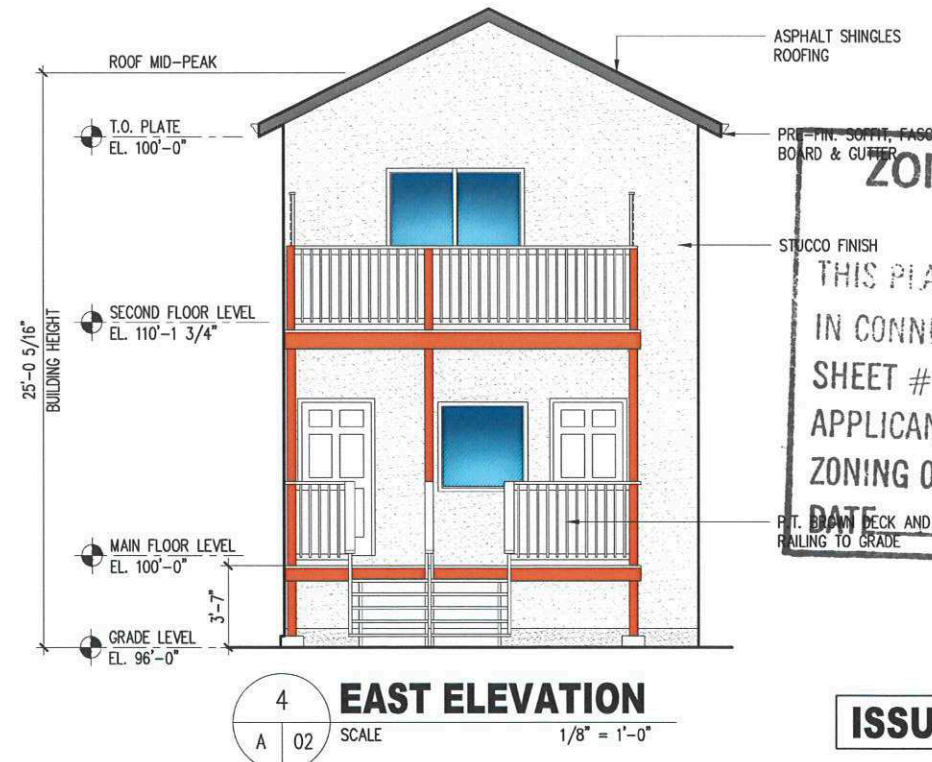 ROOF MID-PEAK
T.O. PLATE
EL. 100'-0"
SECOND FLOOR LEVEL
EL. 110'-1 3/4"
25'-0 5/16"
BUILDING HEIGHT
MAIN FLOOR LEVEL
EL. 100'-0"
3'-7"
GRADE LEVEL
EL. 96'-0"
ASPHALT SHINGLES
ROOFING
PRE-FIN. SOFFIT, FASC
BOARD & GUTTER
STUCCO FINISH
P.T. BROWN DECK AND
RAILING TO GRADE
ZO
THIS PLA
IN CONN
SHEET #
APPLICAN
ZONING O
DATE
4
A 02
EAST ELEVATION
SCALE 1/8" = 1'-0"
ISSU